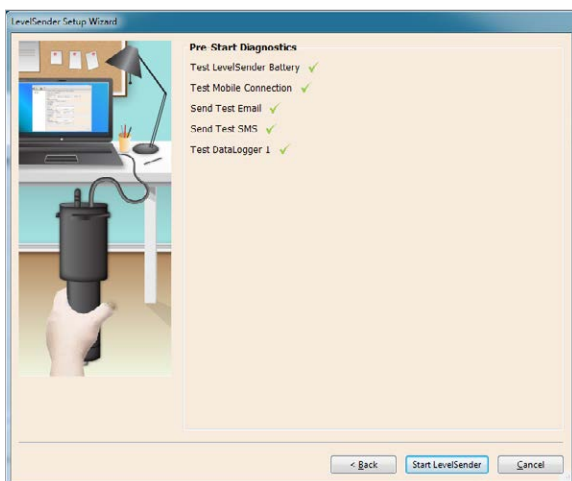 LevelSender Setup Wizard
Pre-Start Diagnostics
Test LevelSender Battery
Test Mobile Connection
Send Test Email
Send Test SMS
Test DataLogger 1
< Back
Start LevelSender
Cancel